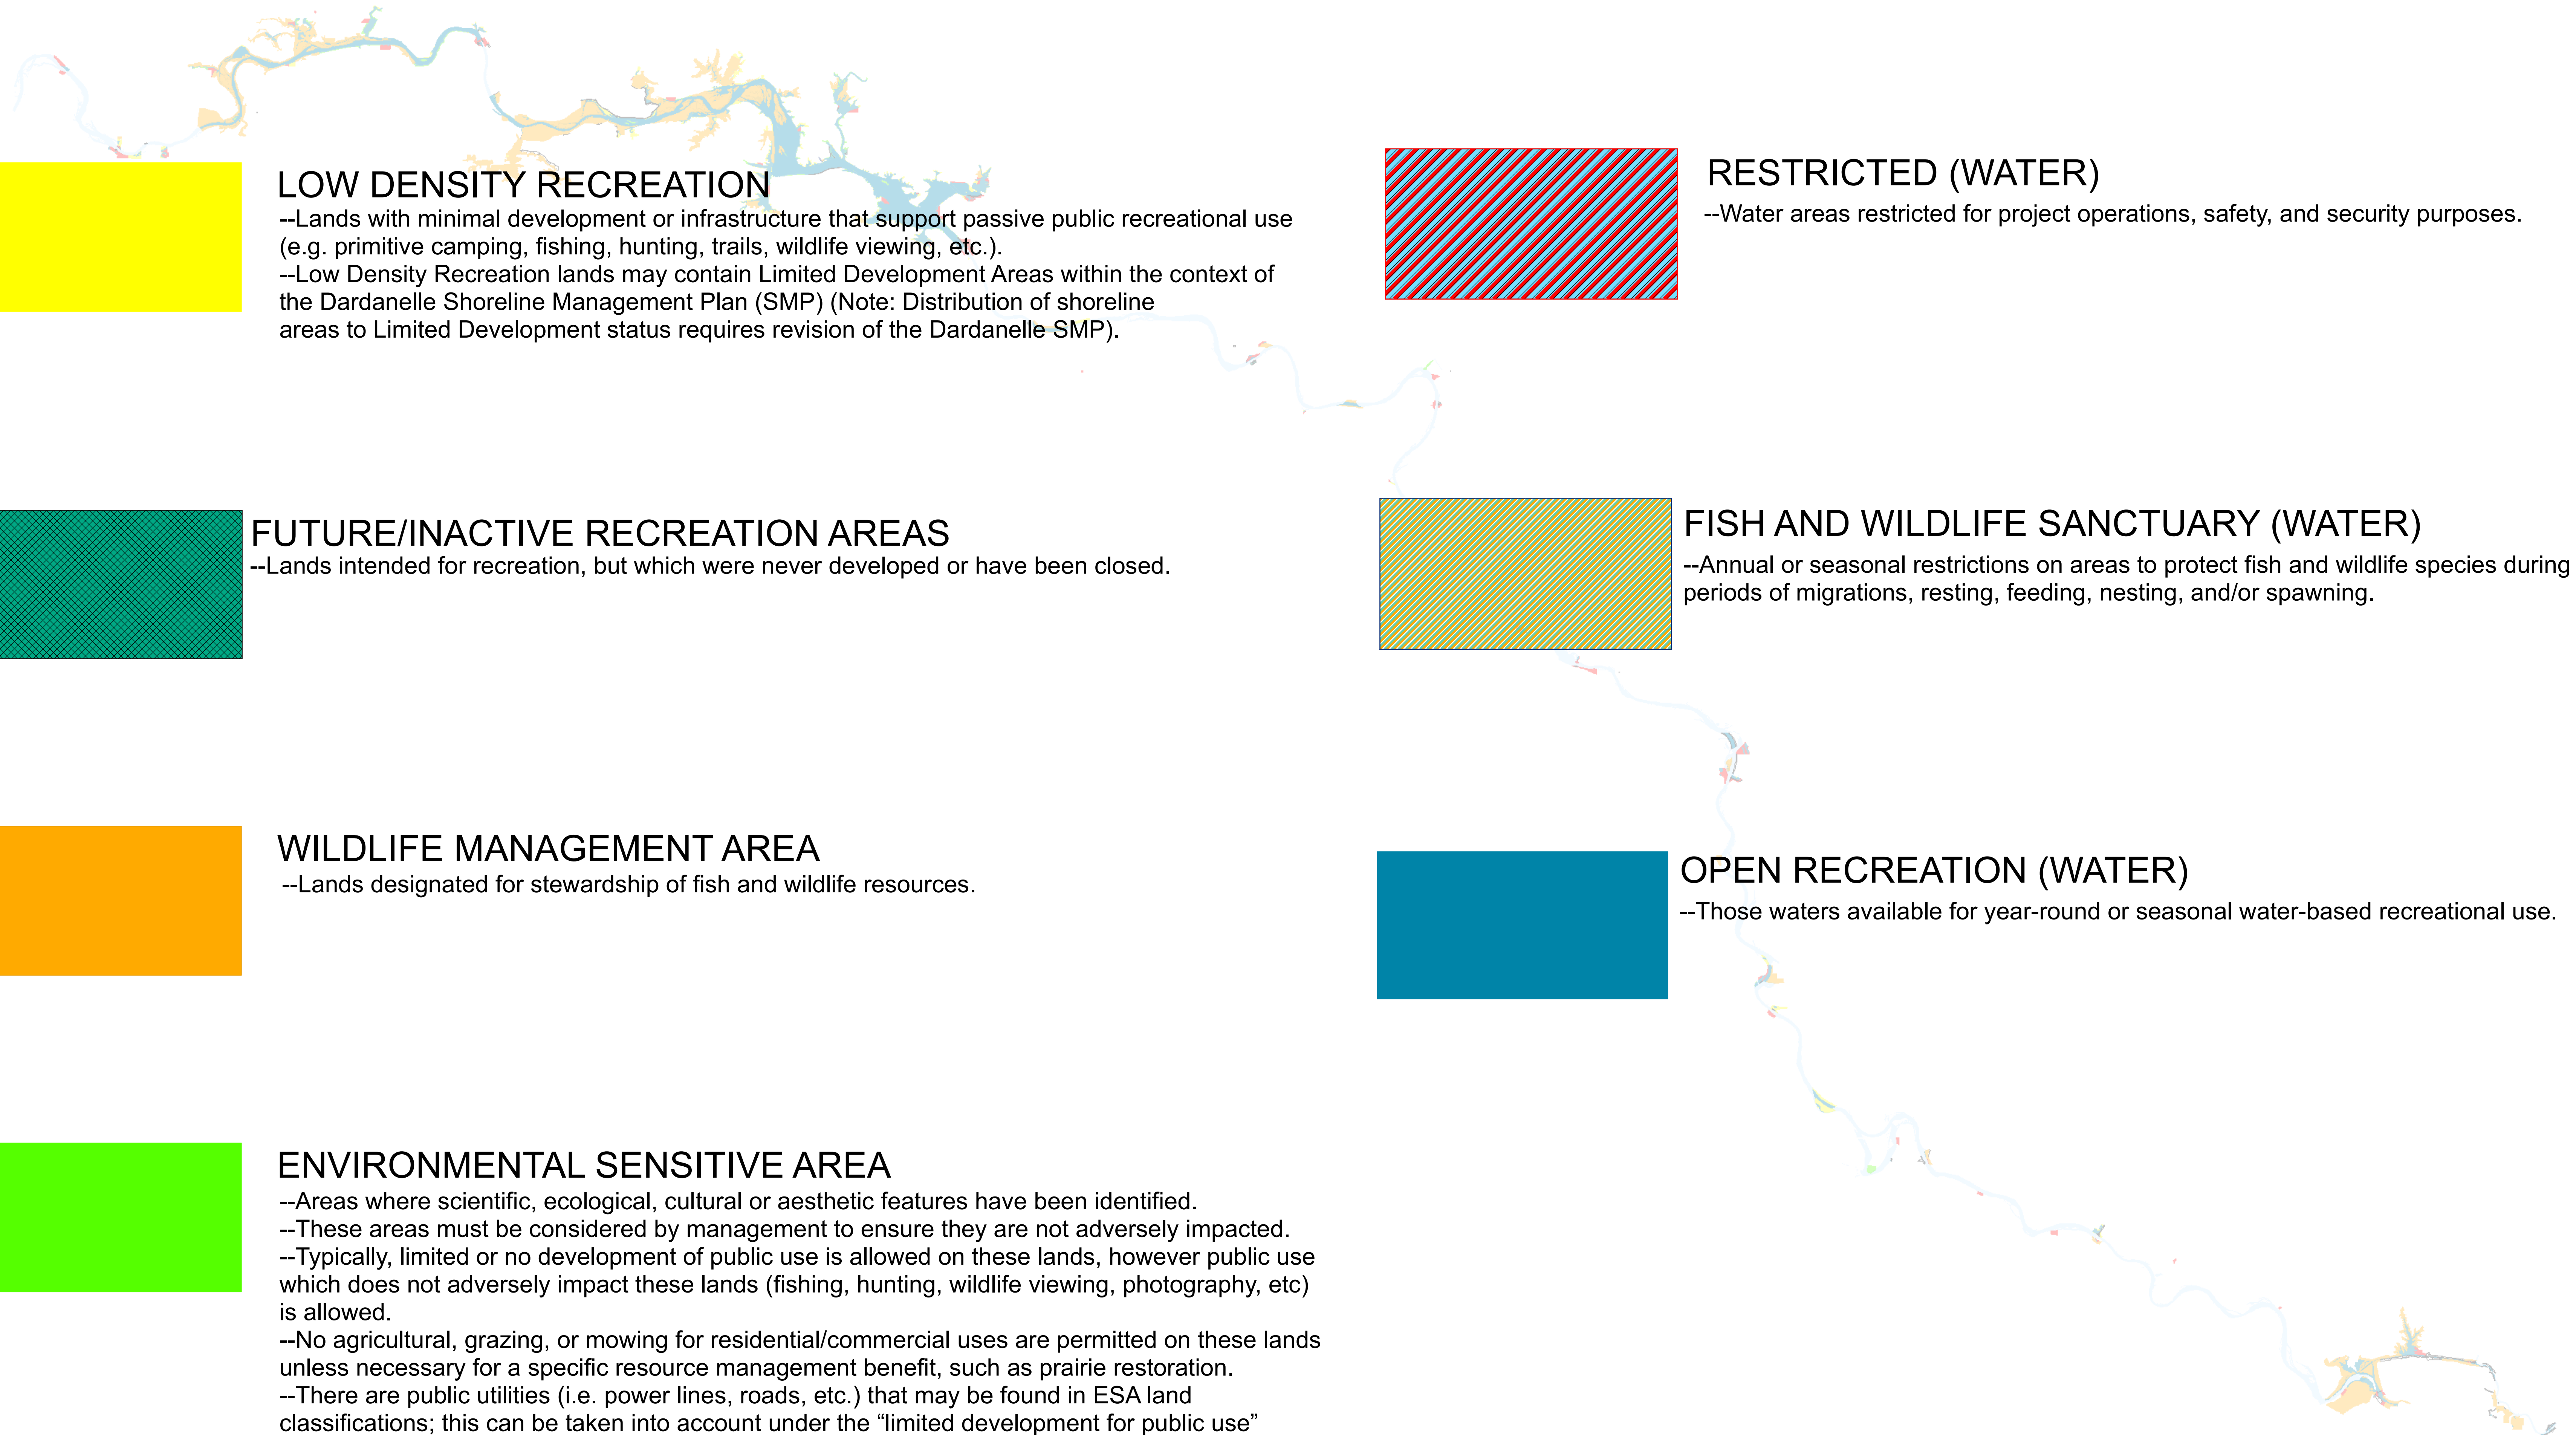 LOW DENSITY RECREATION
--Lands with minimal development or infrastructure that support passive public recreational use
(e.g. primitive camping, fishing, hunting, trails, wildlife viewing, etc.).
--Low Density Recreation lands may contain Limited Development Areas within the context of
the Dardanelle Shoreline Management Plan (SMP) (Note: Distribution of shoreline
areas to Limited Development status requires revision of the Dardanelle SMP).
FUTURE/INACTIVE RECREATION AREAS
--Lands intended for recreation, but which were never developed or have been closed.
WILDLIFE MANAGEMENT AREA
--Lands designated for stewardship of fish and wildlife resources.
ENVIRONMENTAL SENSITIVE AREA
--Areas where scientific, ecological, cultural or aesthetic features have been identified.
--These areas must be considered by management to ensure they are not adversely impacted.
--Typically, limited or no development of public use is allowed on these lands, however public use
which does not adversely impact these lands (fishing, hunting, wildlife viewing, photography, etc)
is allowed.
--No agricultural, grazing, or mowing for residential/commercial uses are permitted on these lands
unless necessary for a specific resource management benefit, such as prairie restoration.
--There are public utilities (i.e. power lines, roads, etc.) that may be found in ESA land
classifications; this can be taken into account under the “limited development for public use”
RESTRICTED (WATER)
--Water areas restricted for project operations, safety, and security purposes.
FISH AND WILDLIFE SANCTUARY (WATER)
--Annual or seasonal restrictions on areas to protect fish and wildlife species during
periods of migrations, resting, feeding, nesting, and/or spawning.
OPEN RECREATION (WATER)
--Those waters available for year-round or seasonal water-based recreational use.